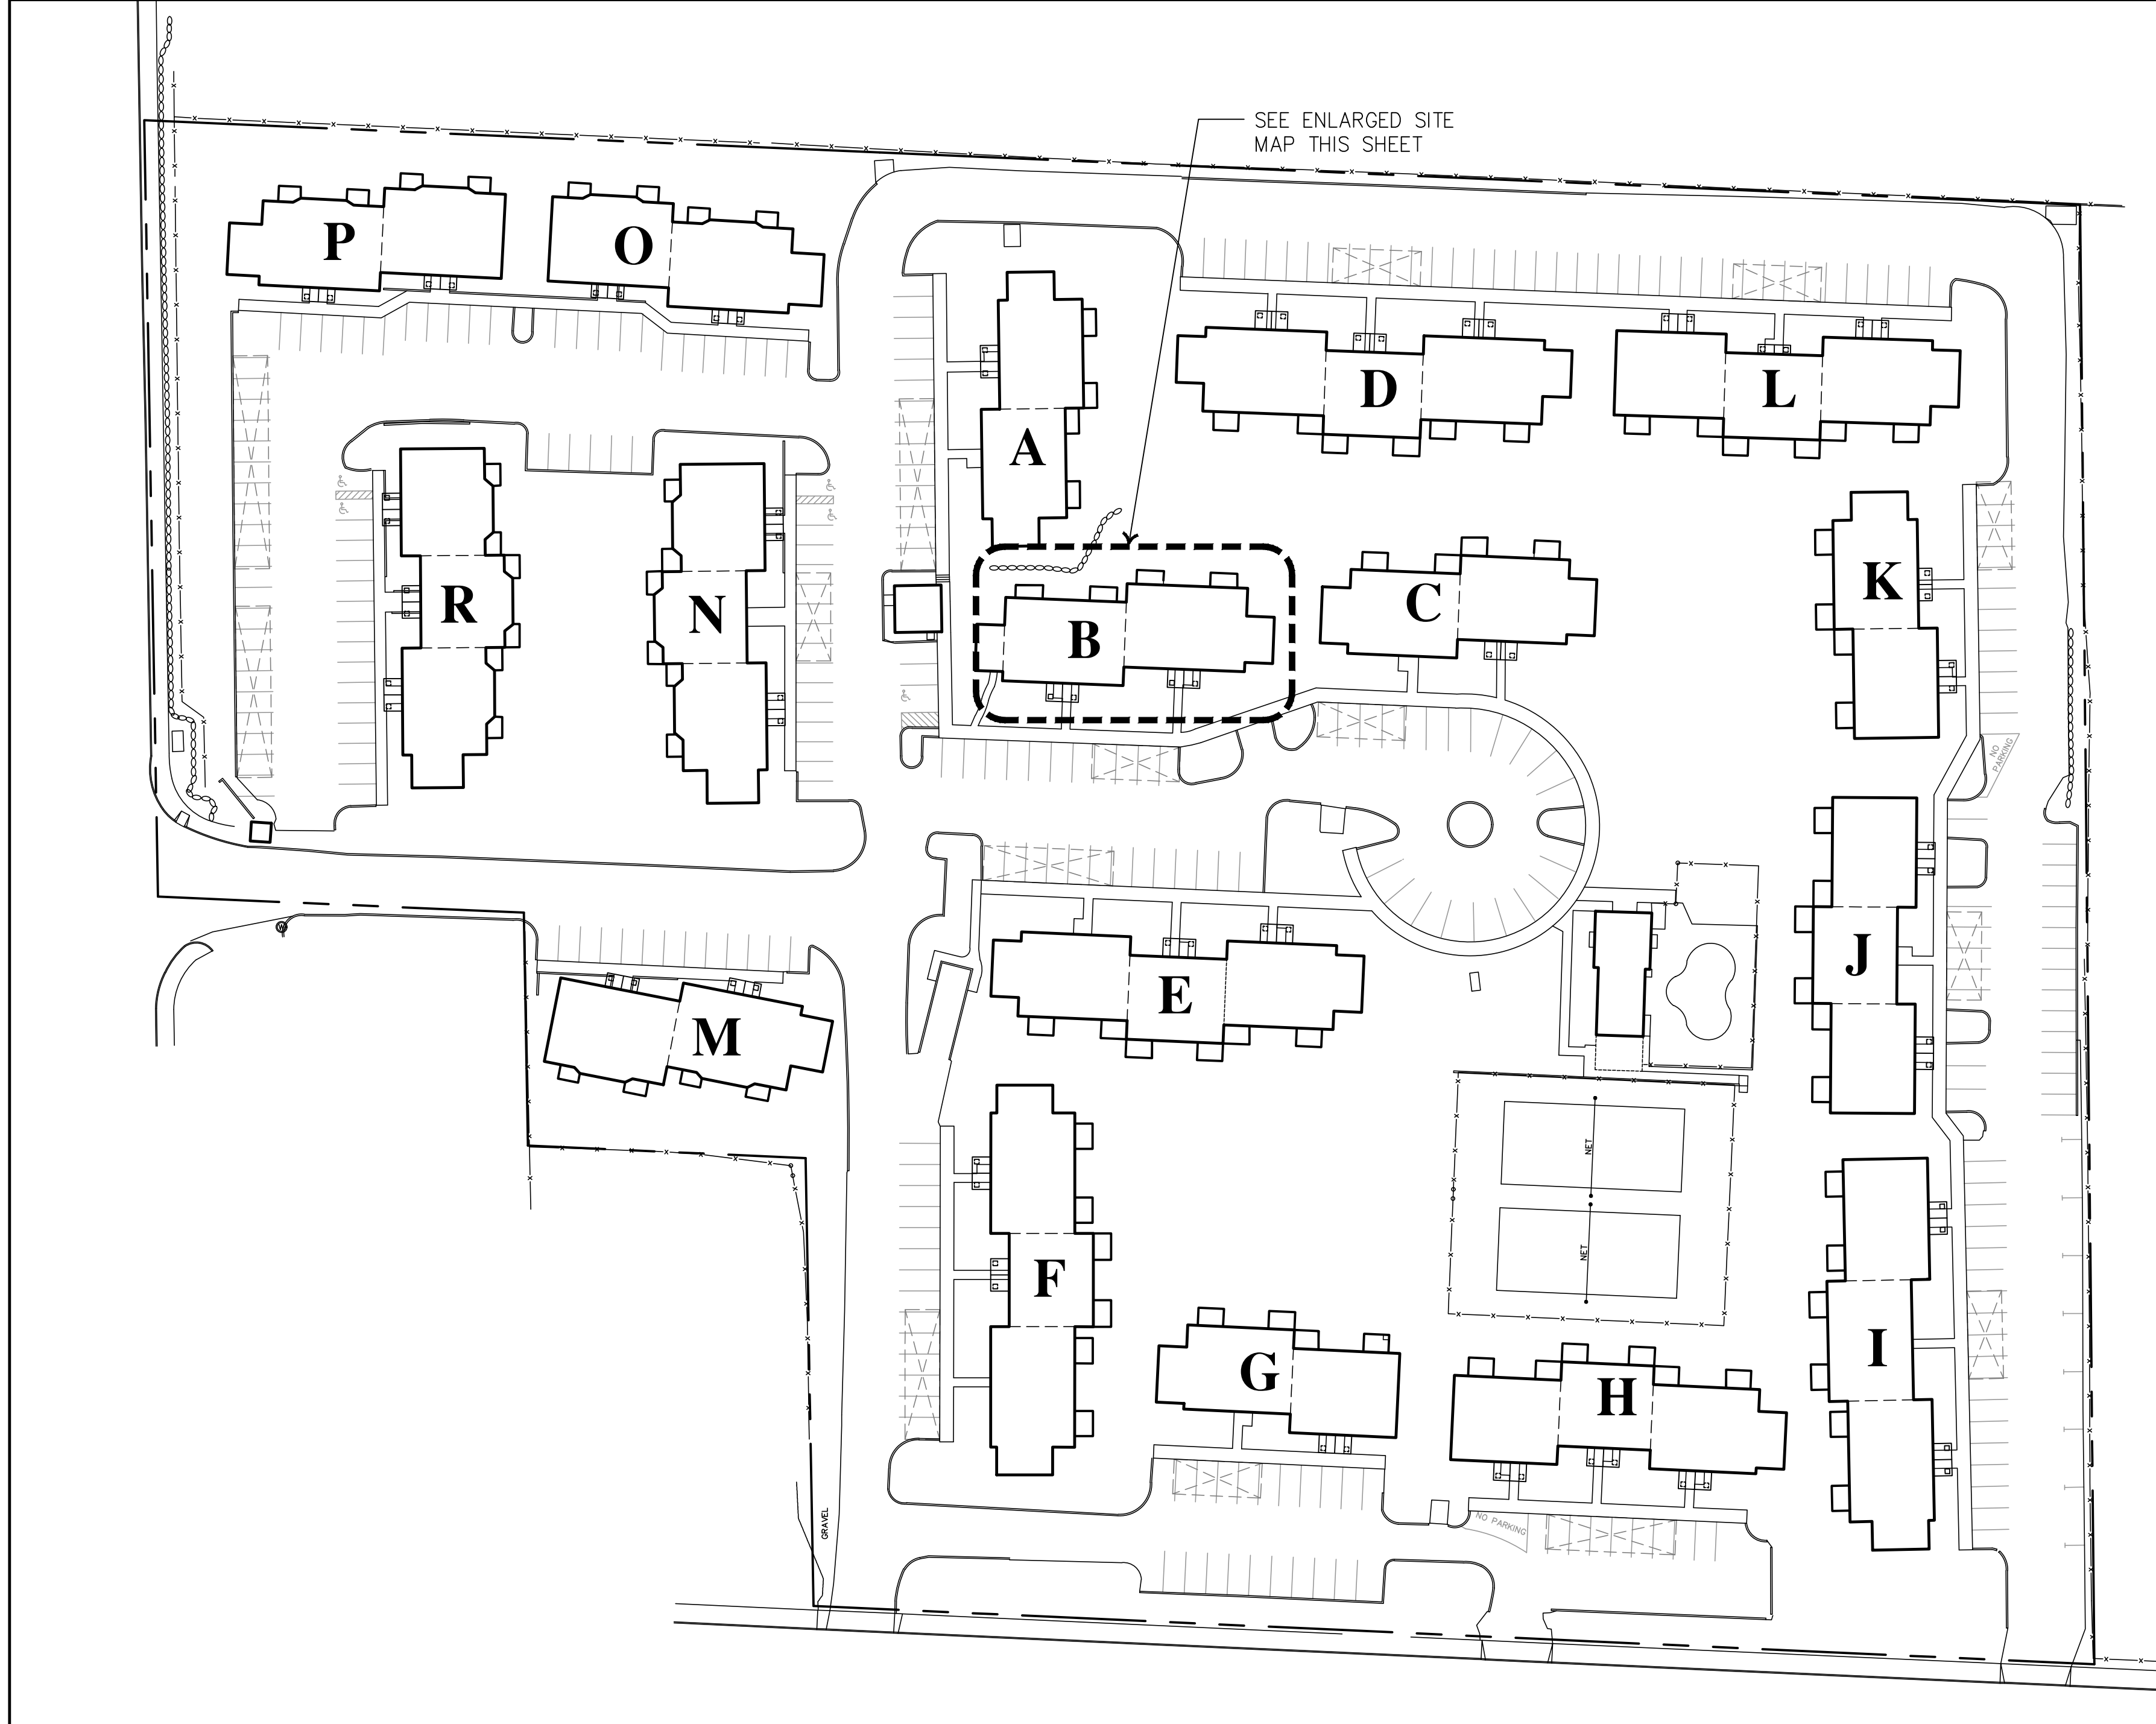 SEE ENLARGED SITE
MAP THIS SHEET
P
O
A
D
L
R
N
B
C
K
NO
PARKING
M
E
J
W
F
NET
NET
G
H
I
NO PARKING
GRAVEL